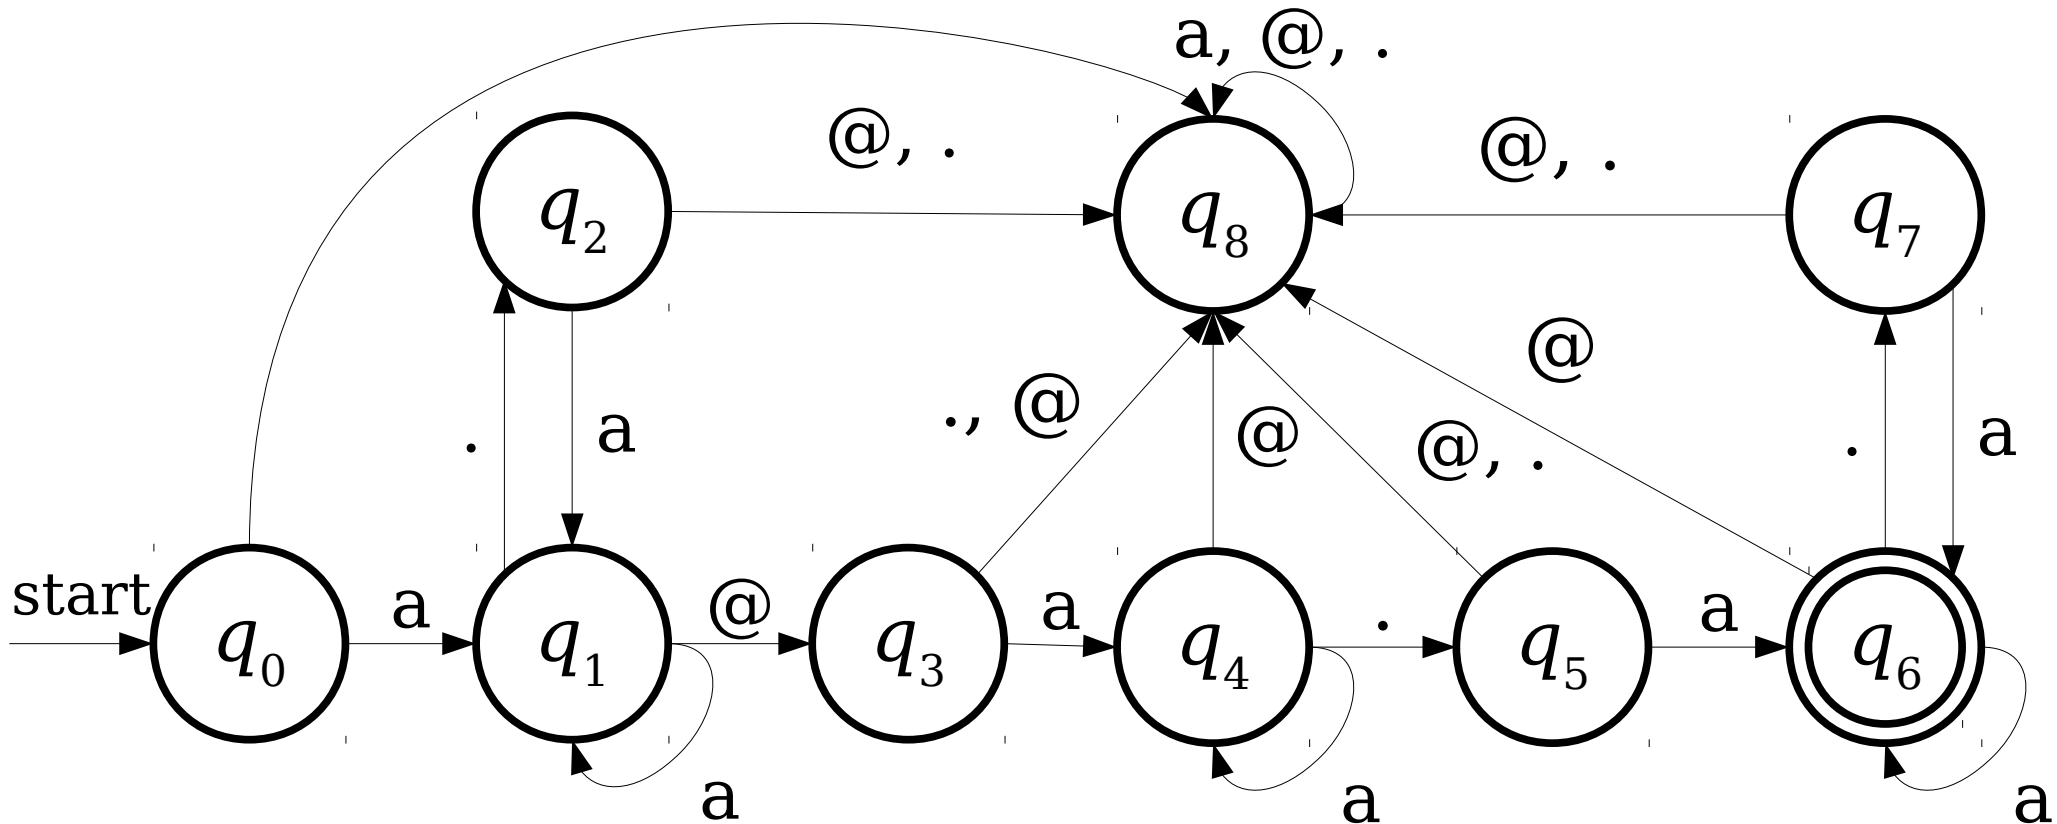 a, @, .
@, .
@, .
q2
q8
q7
@
., @
@
@, .
.
a
.
a
start
a
@
a
.
a
q0
q1
q3
q4
q5
q6
a
a
a